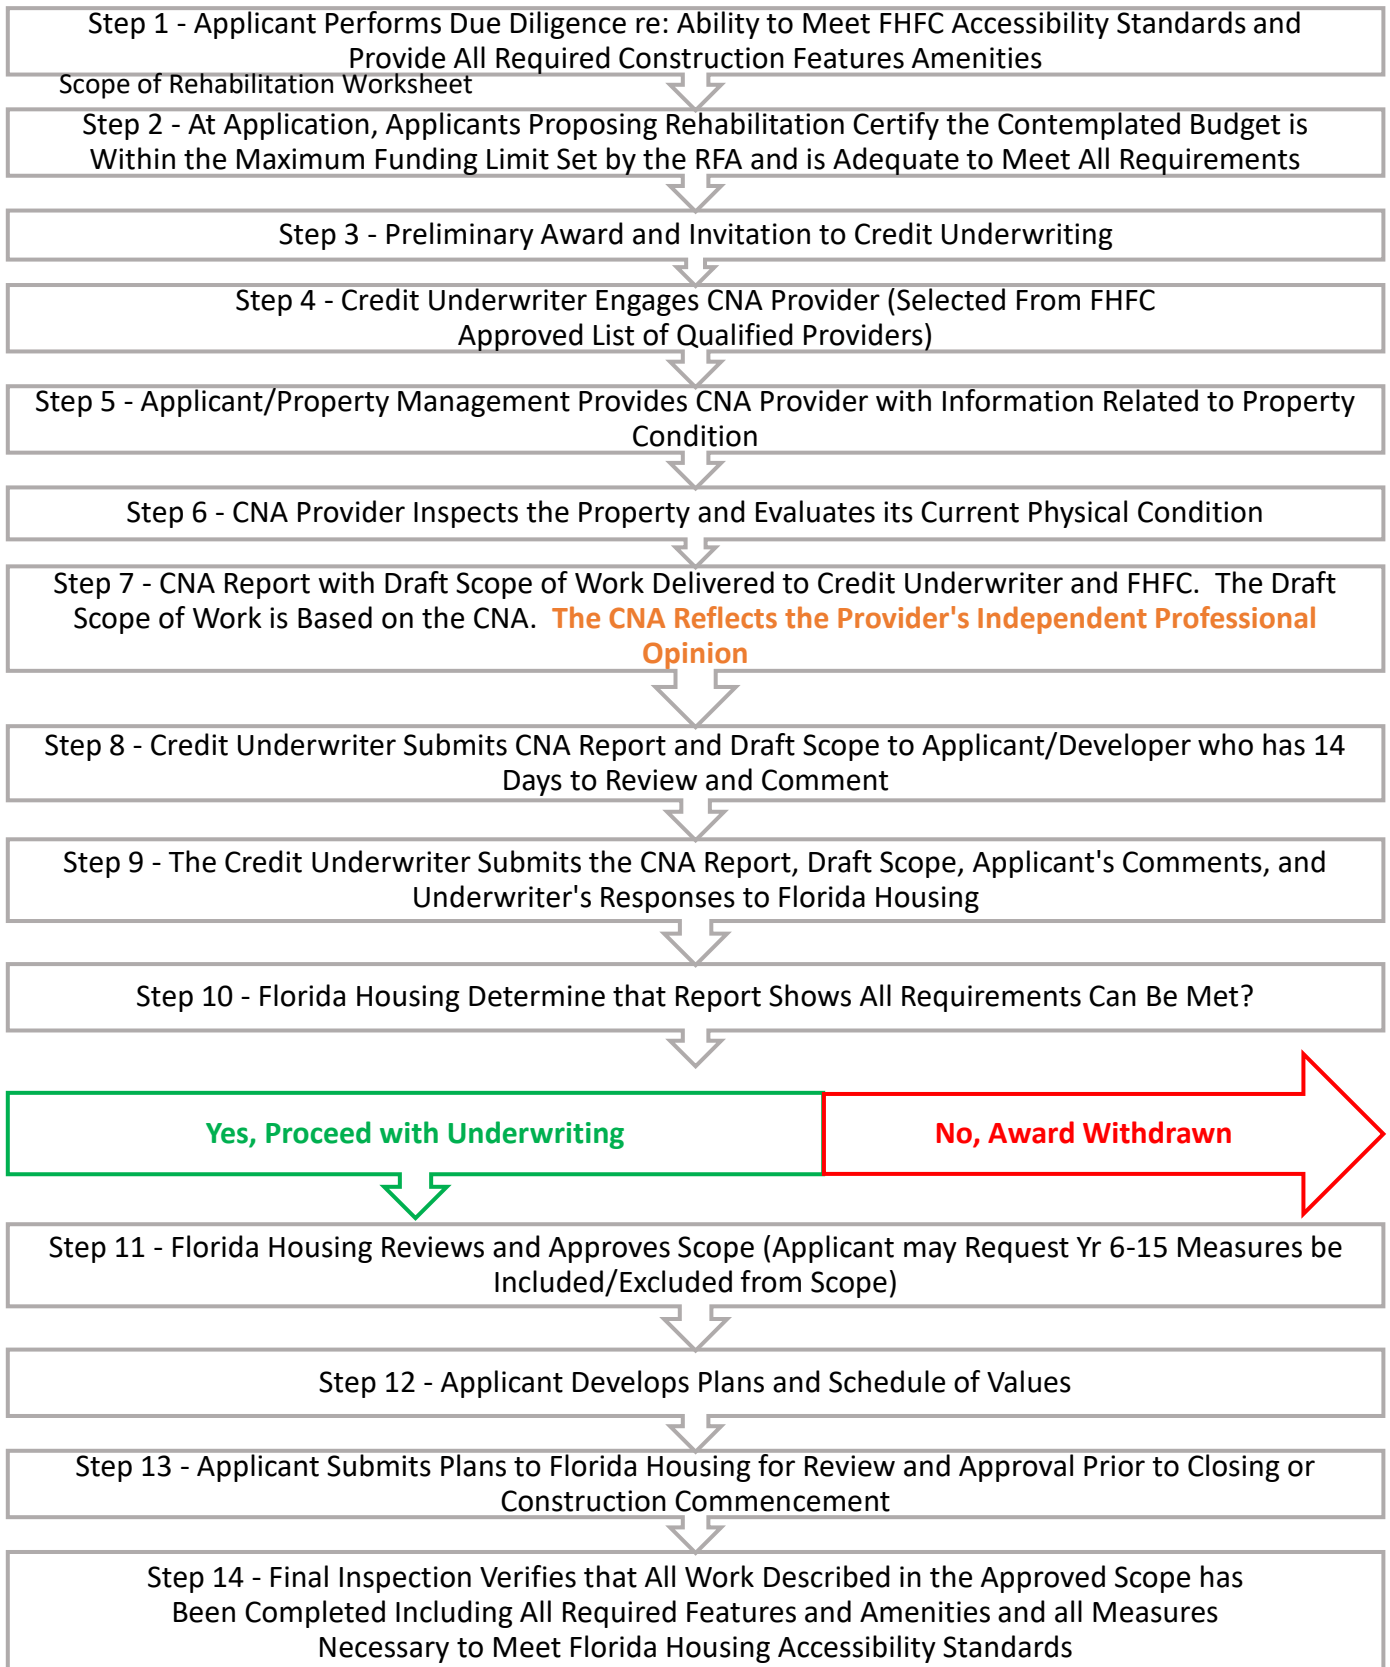 Step 1 - Applicant Performs Due Diligence re: Ability to Meet FHFC Accessibility Standards and
Provide All Required Construction Features Amenities
Scope of Rehabilitation Worksheet
Step 2 - At Application, Applicants Proposing Rehabilitation Certify the Contemplated Budget is
Within the Maximum Funding Limit Set by the RFA and is Adequate to Meet All Requirements
Step 3 - Preliminary Award and Invitation to Credit Underwriting
Step 4 - Credit Underwriter Engages CNA Provider (Selected From FHFC
Approved List of Qualified Providers)
Step 5 - Applicant/Property Management Provides CNA Provider with Information Related to Property
Condition
Step 6 - CNA Provider Inspects the Property and Evaluates its Current Physical Condition
Step 7 - CNA Report with Draft Scope of Work Delivered to Credit Underwriter and FHFC.  The Draft
Scope of Work is Based on the CNA.  The CNA Reflects the Provider's Independent Professional
Opinion
Step 8 - Credit Underwriter Submits CNA Report and Draft Scope to Applicant/Developer who has 14
Days to Review and Comment
Step 9 - The Credit Underwriter Submits the CNA Report, Draft Scope, Applicant's Comments, and
Underwriter's Responses to Florida Housing
Step 10 - Florida Housing Determine that Report Shows All Requirements Can Be Met?
Yes, Proceed with Underwriting
No, Award Withdrawn
Step 11 - Florida Housing Reviews and Approves Scope (Applicant may Request Yr 6-15 Measures be
Included/Excluded from Scope)
Step 12 - Applicant Develops Plans and Schedule of Values
Step 13 - Applicant Submits Plans to Florida Housing for Review and Approval Prior to Closing or
Construction Commencement
Step 14 - Final Inspection Verifies that All Work Described in the Approved Scope has
Been Completed Including All Required Features and Amenities and all Measures
Necessary to Meet Florida Housing Accessibility Standards